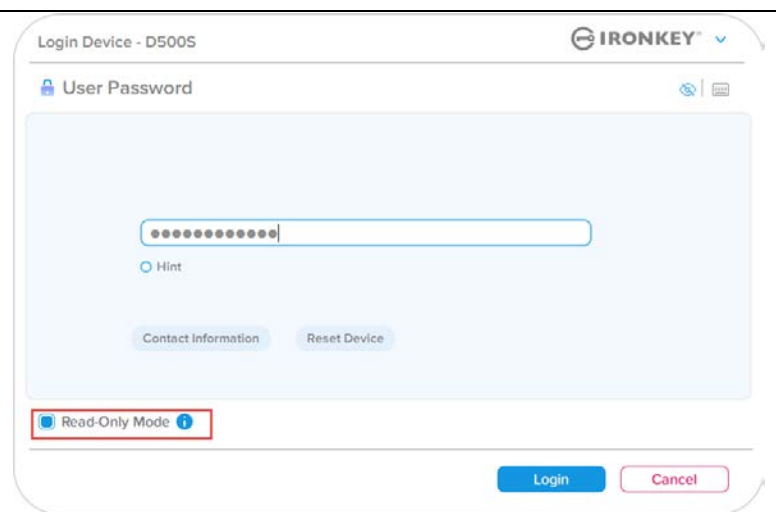 Login Device - D500S
IRONKEY
User Password
Hint
Contact Information
Reset Device
Read-Only Mode
Login
Cancel